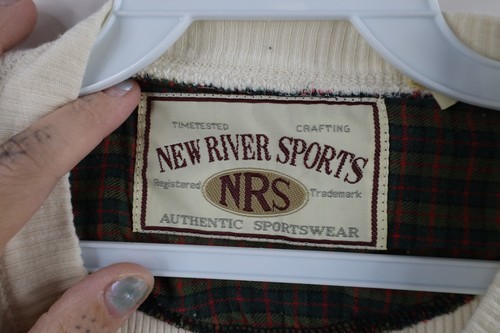 TIMETESTED CRAFTING
NEW RIVER SPORTS
Registered NRS Trademark
AUTHENTIC SPORTSWEAR